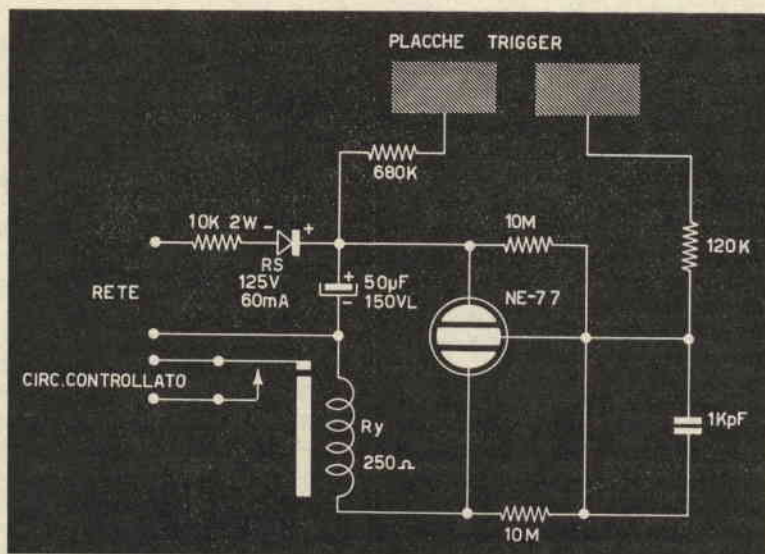 PLACCHE TRIGGER
680K
10K 2W - +
10M
120K
RS
125V
60mA
+
-
50µF
150VL
NE-77
RETE
CIRC.CONTROLLATO
Ry
250Ω
1KpF
10M